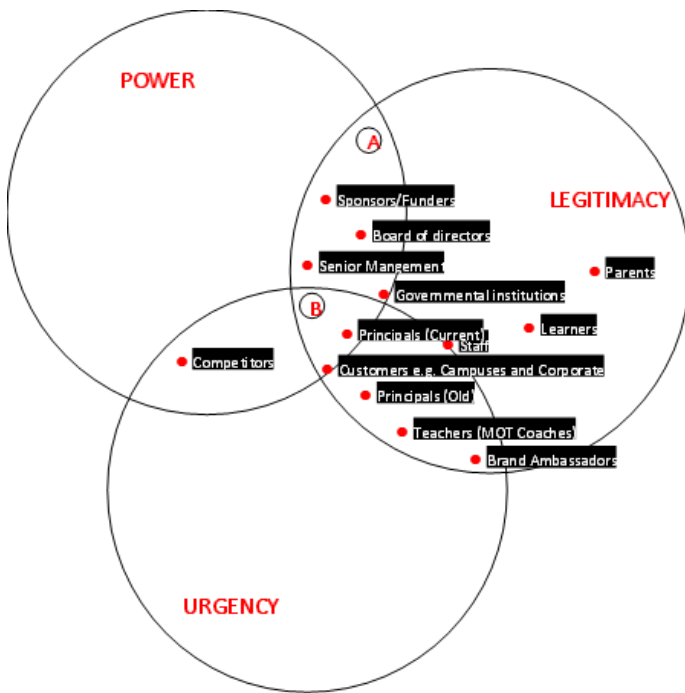 POWER
A
LEGITIMACY
Sponsors/Funders
Board of directors
Senior Mangement
Parents
Governmental institutions
B
Learners
Principals (Current)
Staff
Competitors
Customers e.g. Campuses and Corporate
Principals (Old)
Teachers (MOT Coaches)
Brand Ambassadors
URGENCY